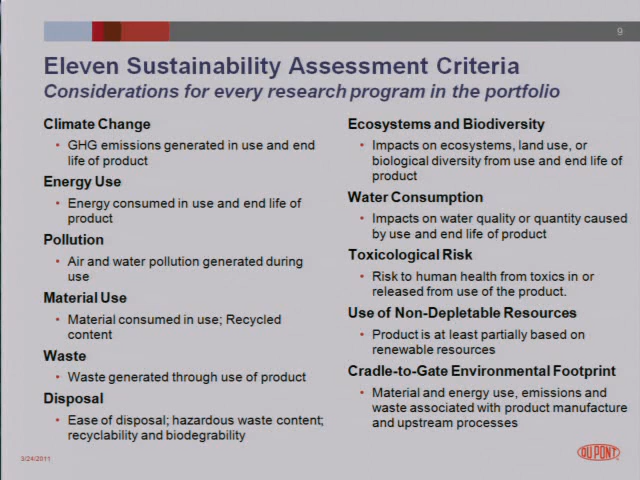 9
Eleven Sustainability Assessment Criteria
Considerations for every research program in the portfolio
Climate Change
• GHG emissions generated in use and end
life of product
Energy Use
• Energy consumed in use and end life of
product
Pollution
• Air and water pollution generated during
use
Material Use
• Material consumed in use; Recycled
content
Waste
• Waste generated through use of product
Disposal
• Ease of disposal; hazardous waste content;
recyclability and biodegrability
Ecosystems and Biodiversity
• Impacts on ecosystems, land use, or
biological diversity from use and end life of
product
Water Consumption
• Impacts on water quality or quantity caused
by use and end life of product
Toxicological Risk
• Risk to human health from toxics in or
released from use of the product.
Use of Non-Depletable Resources
• Product is at least partially based on
renewable resources
Cradle-to-Gate Environmental Footprint
• Material and energy use, emissions and
waste associated with product manufacture
and upstream processes
3/24/2011
DUPONT